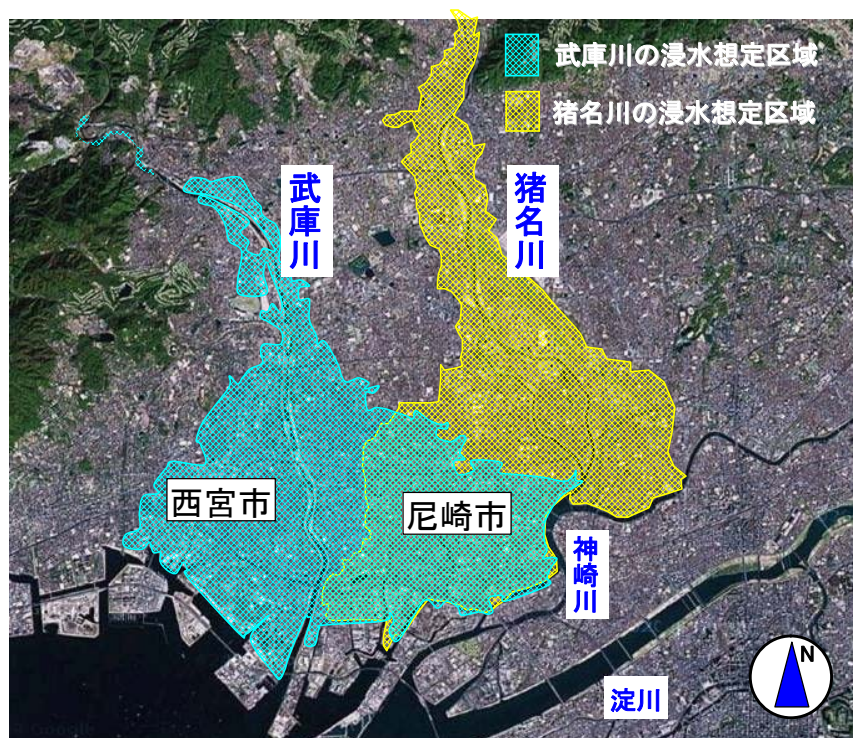 武庫川の浸水想定区域
猪名川の浸水想定区域
武庫川
猪名川
西宮市
尼崎市
神崎川
淀川
N
Google